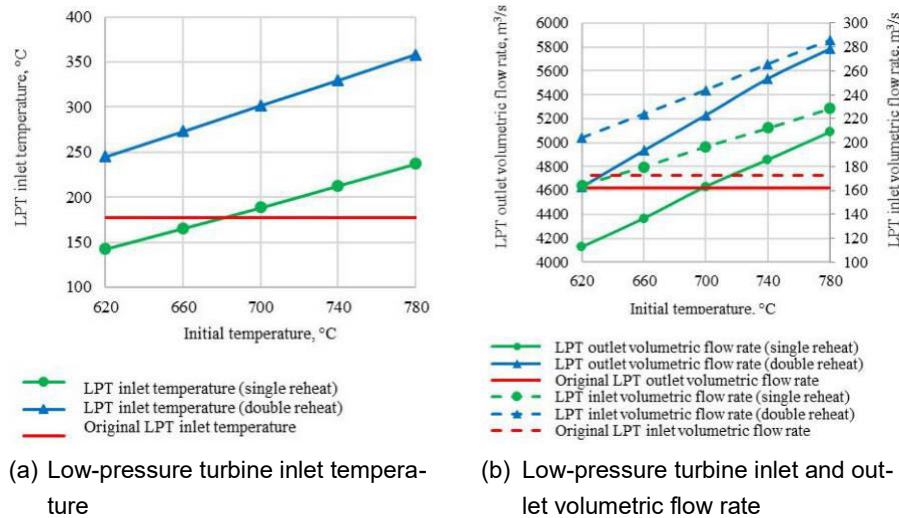 LPT inlet temperature, °C
400
350
300
250
200
150
100
620 660 700 740 780
Initial temperature, °C
LPT inlet temperature (single reheat)
LPT inlet temperature (double reheat)
Original LPT inlet temperature
(a) Low-pressure turbine inlet tempera-
ture
LPT outlet volumetric flow rate, m³/s
6000
5800
5600
5400
5200
5000
4800
4600
4400
4200
4000
300
280
260
240
220
200
180
160
140
120
100
LPT inlet volumetric flow rate, m³/s
620 660 700 740 780
Initial temperature. °C
LPT outlet volumetric flow rate (single reheat)
LPT outlet volumetric flow rate (double reheat)
Original LPT outlet volumetric flow rate
LPT inlet volumetric flow rate (single reheat)
LPT inlet volumetric flow rate (double reheat)
Original LPT inlet volumetric flow rate
(b) Low-pressure turbine inlet and out-
let volumetric flow rate